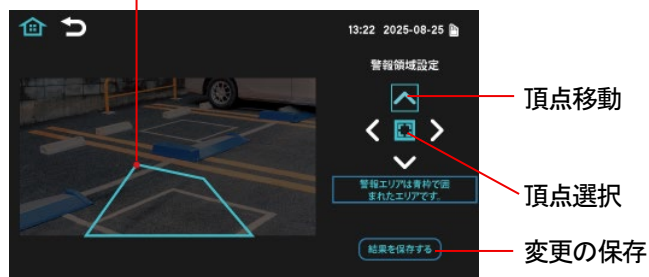 13:22 2025-08-25
警報領域設定
頂点移動
警報エリアは青枠で囲
まれたエリアです.
頂点選択
結果を保存する
変更の保存